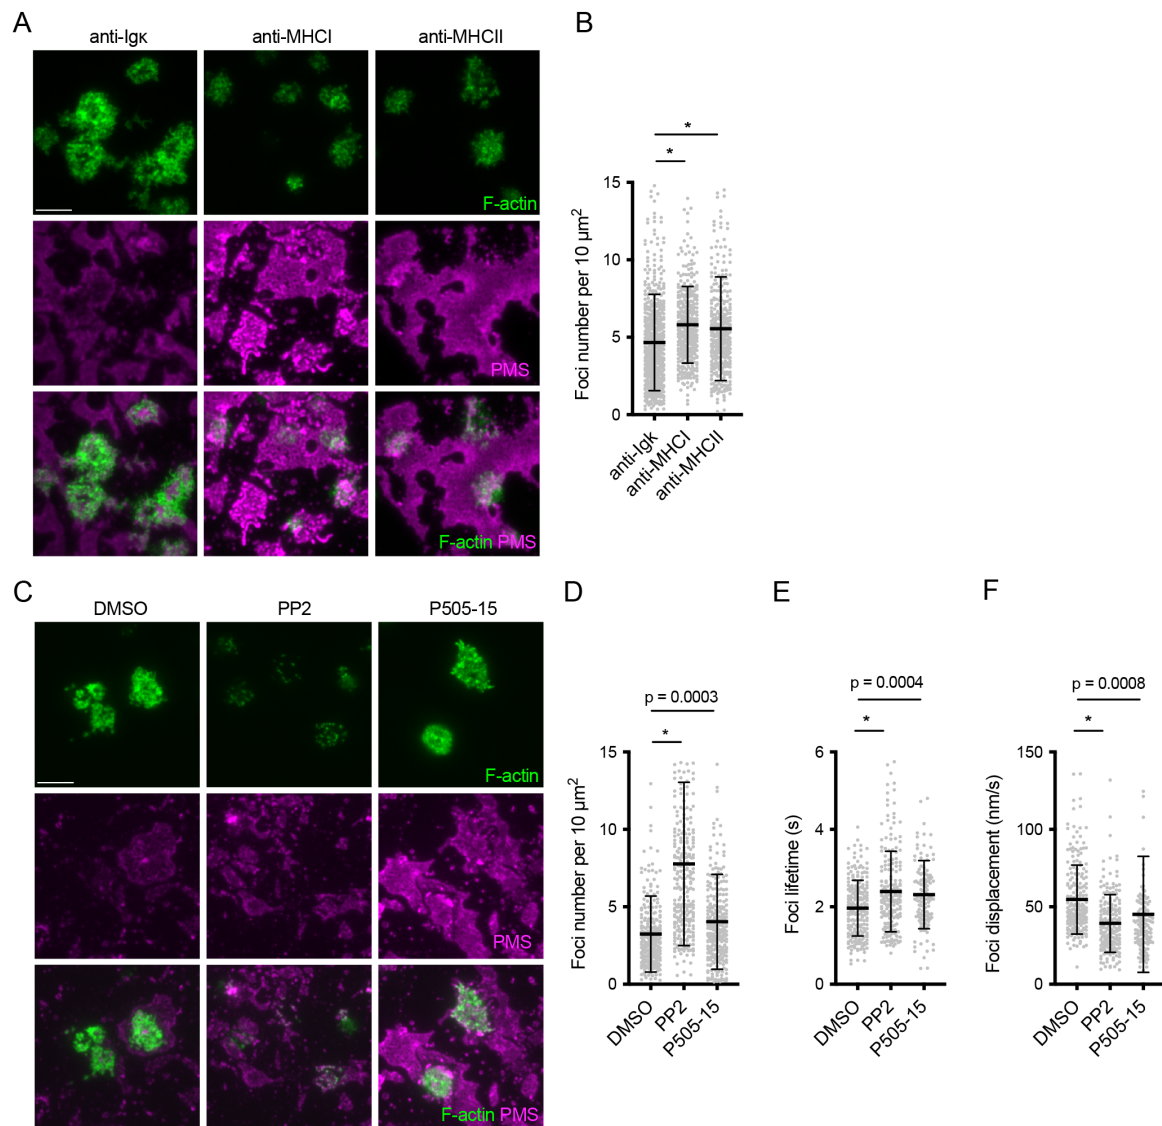 A
anti-Igκ
anti-MHCI
anti-MHCII
F-actin
PMS
F-actin PMS
B
*
*
Foci number per 10 µm²
15
10
5
0
anti-Igκ
anti-MHCI
anti-MHCII
C
DMSO
PP2
P505-15
F-actin
PMS
F-actin PMS
D
p = 0.0003
*
Foci number per 10 µm²
15
10
5
0
DMSO
PP2
P505-15
E
p = 0.0004
*
Foci lifetime (s)
6
4
2
0
DMSO
PP2
P505-15
F
p = 0.0008
*
Foci displacement (nm/s)
150
100
50
0
DMSO
PP2
P505-15